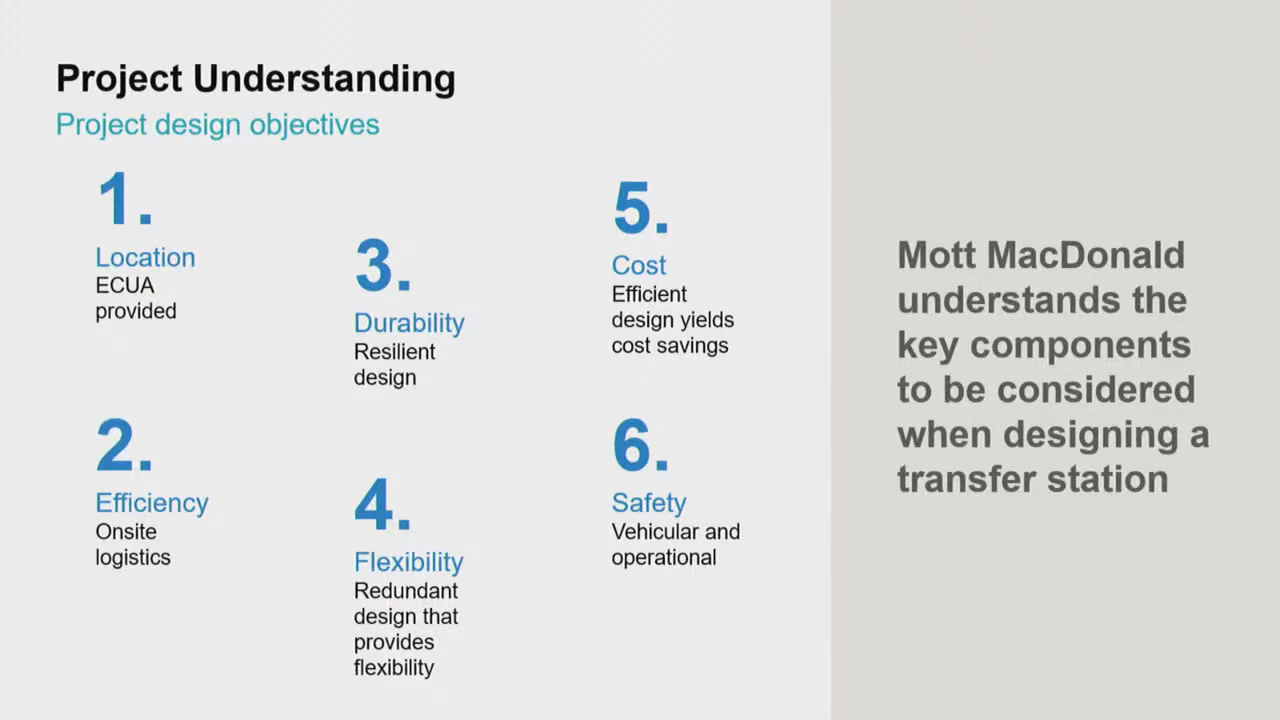 Project Understanding
Project design objectives
1.
Location
ECUA
provided
2.
Efficiency
Onsite
logistics
3.
Durability
Resilient
design
4.
Flexibility
Redundant
design that
provides
flexibility
5.
Cost
Efficient
design yields
cost savings
6.
Safety
Vehicular and
operational
Mott MacDonald
understands the
key components
to be considered
when designing a
transfer station